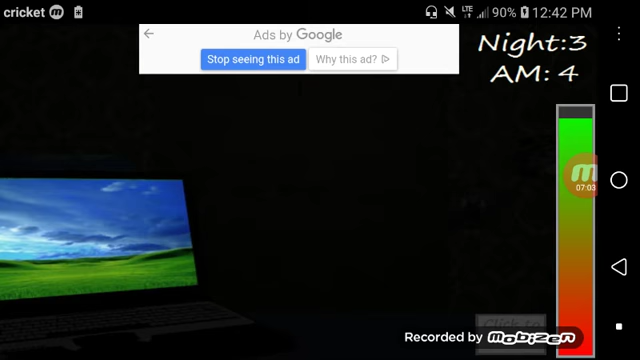 cricket
LTE
90% 12:42 PM
Ads by Google
Stop seeing this ad
Why this ad?
Night:3
AM: 4
07:03
Recorded by mobizen